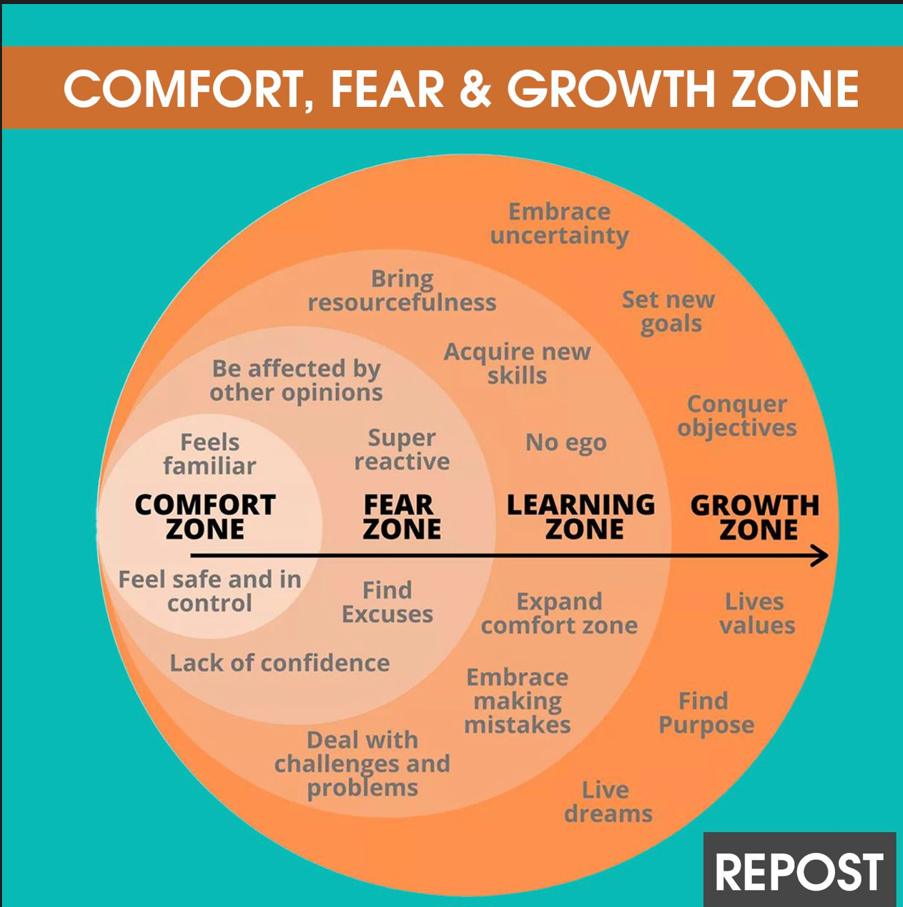 COMFORT, FEAR & GROWTH ZONE
Embrace
uncertainty
Bring
resourcefulness
Set new
goals
Acquire new
skills
Be affected by
other opinions
Conquer
objectives
Feels
familiar
Super
reactive
No ego
COMFORT
ZONE
FEAR
ZONE
LEARNING
ZONE
GROWTH
ZONE
Feel safe and in
control
Find
Excuses
Expand
comfort zone
Lives
values
Lack of confidence
Embrace
making
mistakes
Find
Purpose
Deal with
challenges and
problems
Live
dreams
REPOST